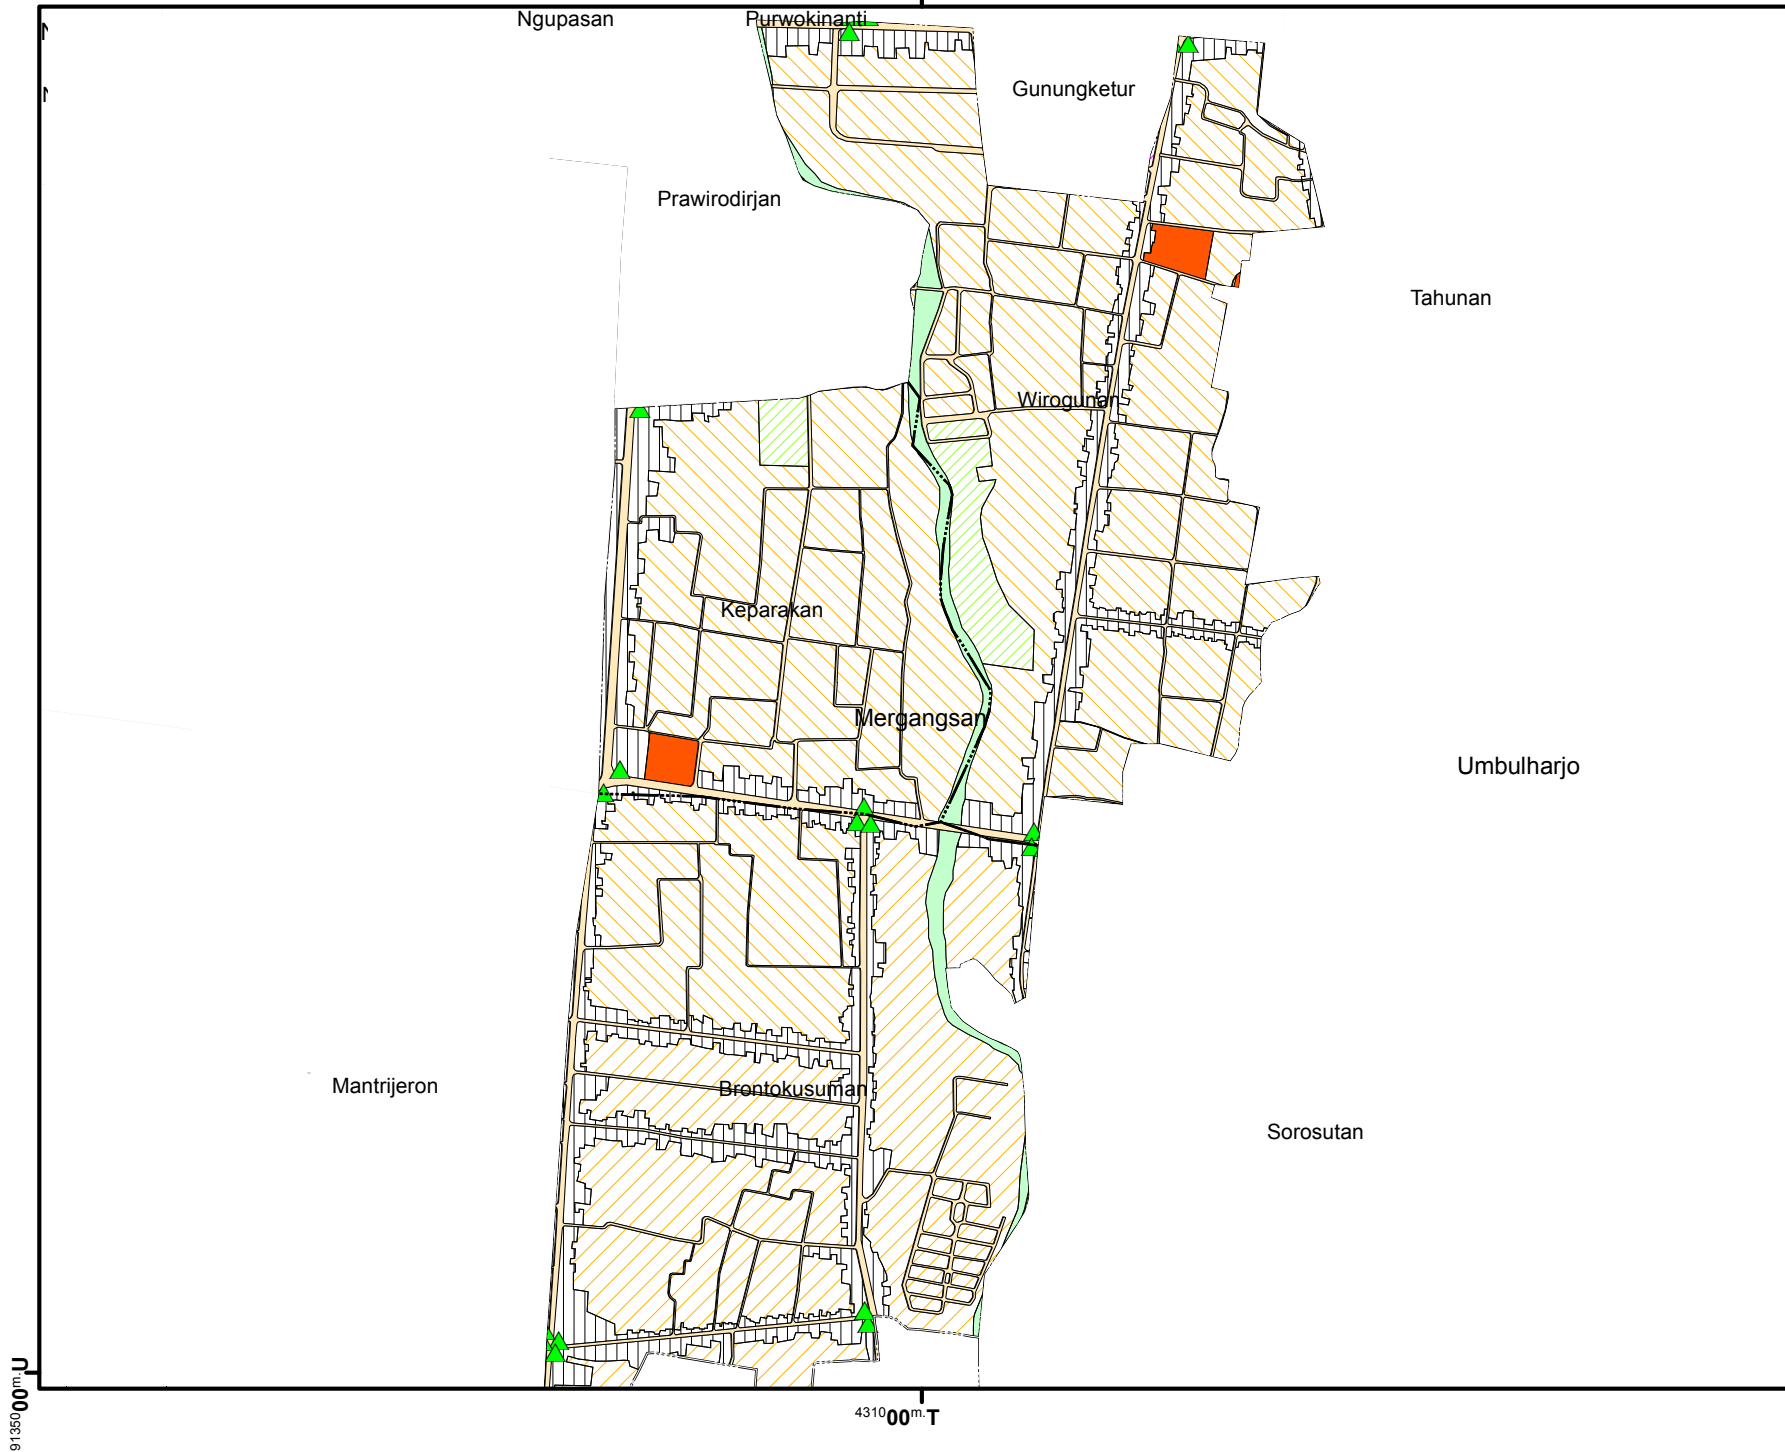 Ngupasan
Purwokinanti
Gunungketur
Prawirodirjan
Tahunan
Wirogunan
Keparakan
Mergangsan
Umbulharjo
Mantrijeron
Brontokusuman
Sorosutan
9135000m.U
431000m.T